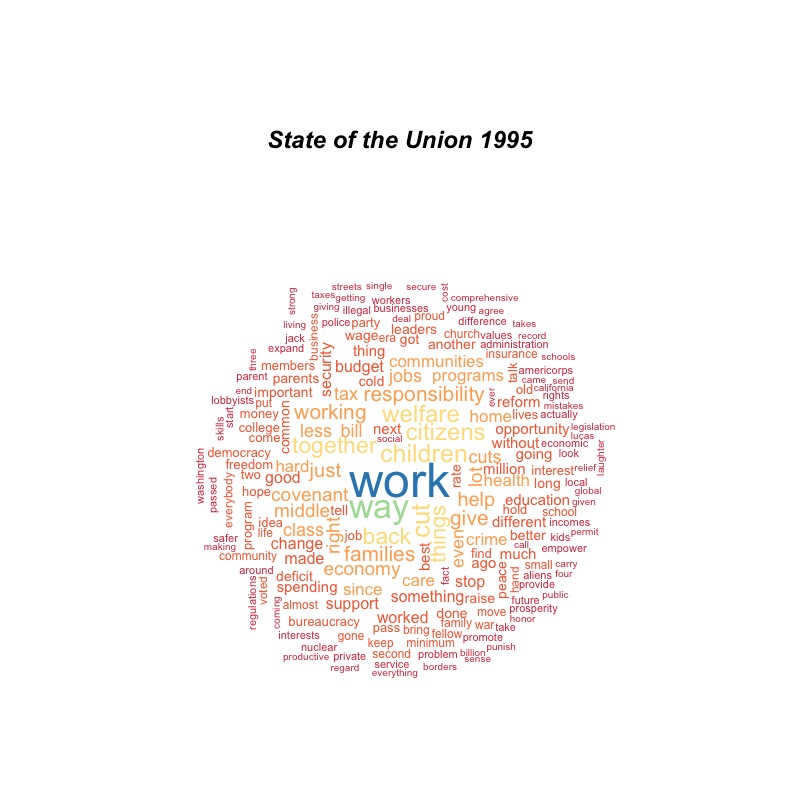 State of the Union 1995
streets single secure cost
strong taxes getting workers comprehensive
giving illegal businesses young agree
living business police party deal proud difference takes
jack wage era got leaders church values record
expand thing another administration
three security budget communities insurance schools
members cold jobs programs talk americorps
parent parents came send
end important tax responsibility ever old california
lobbyists put reform rights
start money common working welfare home lives mistakes
actually
skills college less bill next citizens opportunity legislation
come together social without economic lucas
democracy children cuts going look laughter
washington freedom hard just work rate lot million interest relief
passed everybody two good health long local
hope covenant way help education global
program middle tell cut things give hold school given
idea right different incomes
life class job back even crime better kids permit
safer change call
making community made families best find much empower
around economy fact ago peace small carry
regulations voted deficit care stop hand aliens four
spending since provide
coming almost support something raise future public
bureaucracy worked done move prosperity
honor
interests gone pass bring fellow family war take
keep minimum promote
nuclear second problem billion punish
productive private service borders sense
regard everything